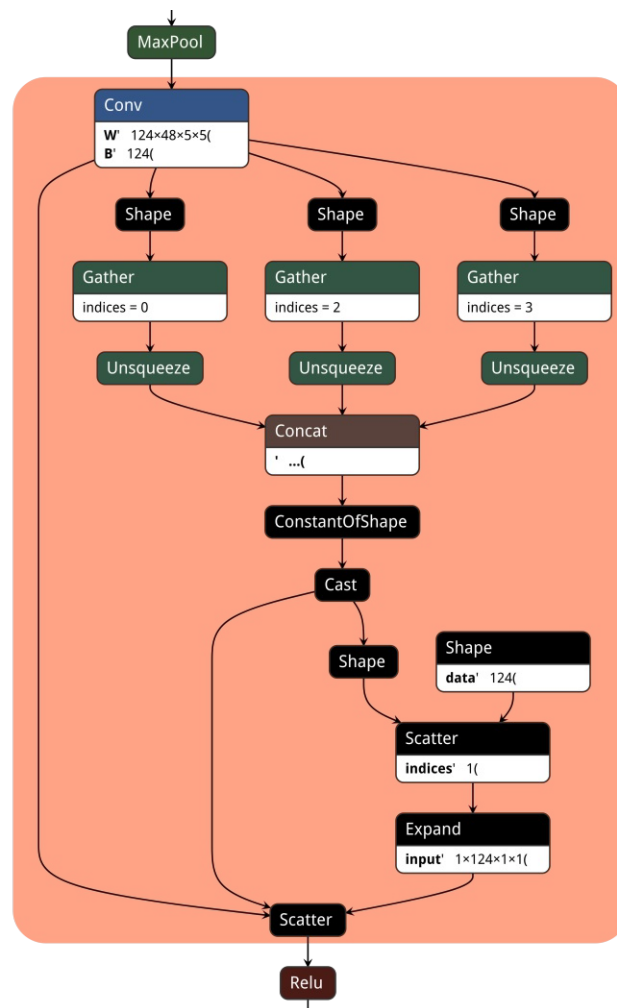 MaxPool
Conv
W' 124×48×5×5(
B' 124(
Shape
Shape
Shape
Gather
indices = 0
Gather
indices = 2
Gather
indices = 3
Unsqueeze
Unsqueeze
Unsqueeze
Concat
' ...(
ConstantOfShape
Cast
Shape
Shape
data' 124(
Scatter
indices' 1(
Expand
input' 1×124×1×1(
Scatter
Relu